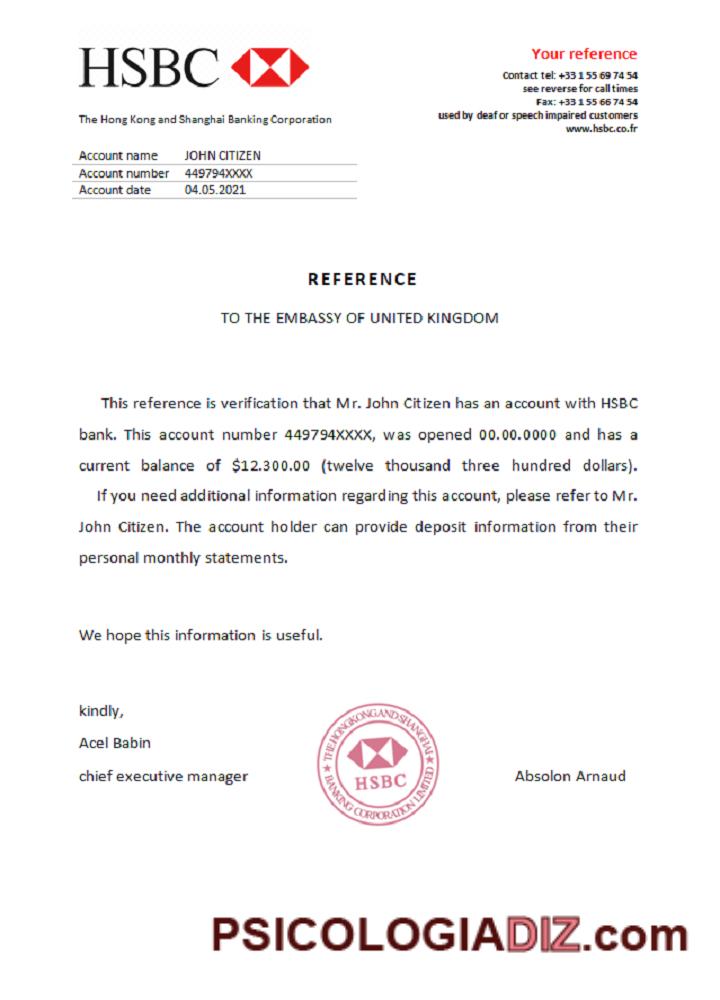 HSBC
Your reference
Contact tel: +33 1 55 69 74 54
see reverse for call times
Fax: +33 1 55 66 74 54
used by deaf or speech impaired customers
www.hsbc.co.fr
The Hong Kong and Shanghai Banking Corporation
Account name JOHN CITIZEN
Account number 449794XXXX
Account date 04.05.2021
REFERENCE
TO THE EMBASSY OF UNITED KINGDOM
This reference is verification that Mr. John Citizen has an account with HSBC
bank. This account number 449794XXXX, was opened 00.00.0000 and has a
current balance of $12.300.00 (twelve thousand three hundred dollars).
If you need additional information regarding this account, please refer to Mr.
John Citizen. The account holder can provide deposit information from their
personal monthly statements.
We hope this information is useful.
kindly,
Acel Babin
chief executive manager
THE HONGKONG AND SHANGHAI
HSBC
BANKING CORPORATION LIMITED
Absolon Arnaud
PSICOLOGIADIZ.com